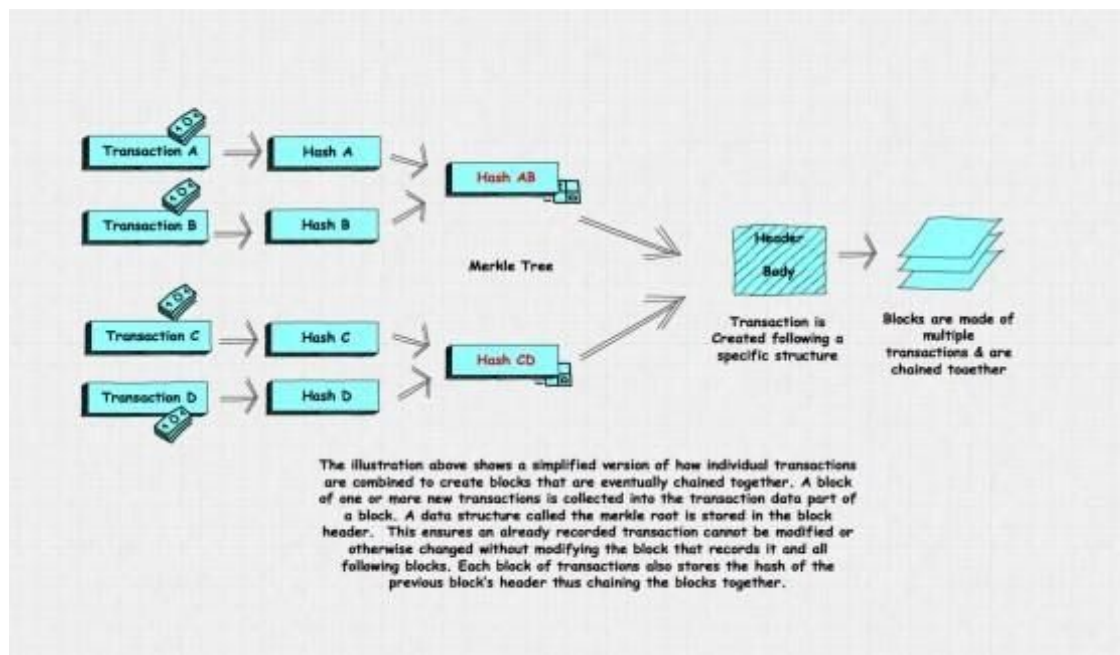 Transaction A
Hash A
Hash AB
Transaction B
Hash B
Merkle Tree
Transaction C
Hash C
Hash CD
Transaction D
Hash D
Header
Body
Transaction is
Created following a
specific structure
Blocks are made of
multiple
transactions & are
chained together
The illustration above shows a simplified version of how individual transactions
are combined to create blocks that are eventually chained together. A block
of one or more new transactions is collected into the transaction data part of
a block. A data structure called the merkle root is stored in the block
header. This ensures an already recorded transaction cannot be modified or
otherwise changed without modifying the block that records it and all
following blocks. Each block of transactions also stores the hash of the
previous block's header thus chaining the blocks together.